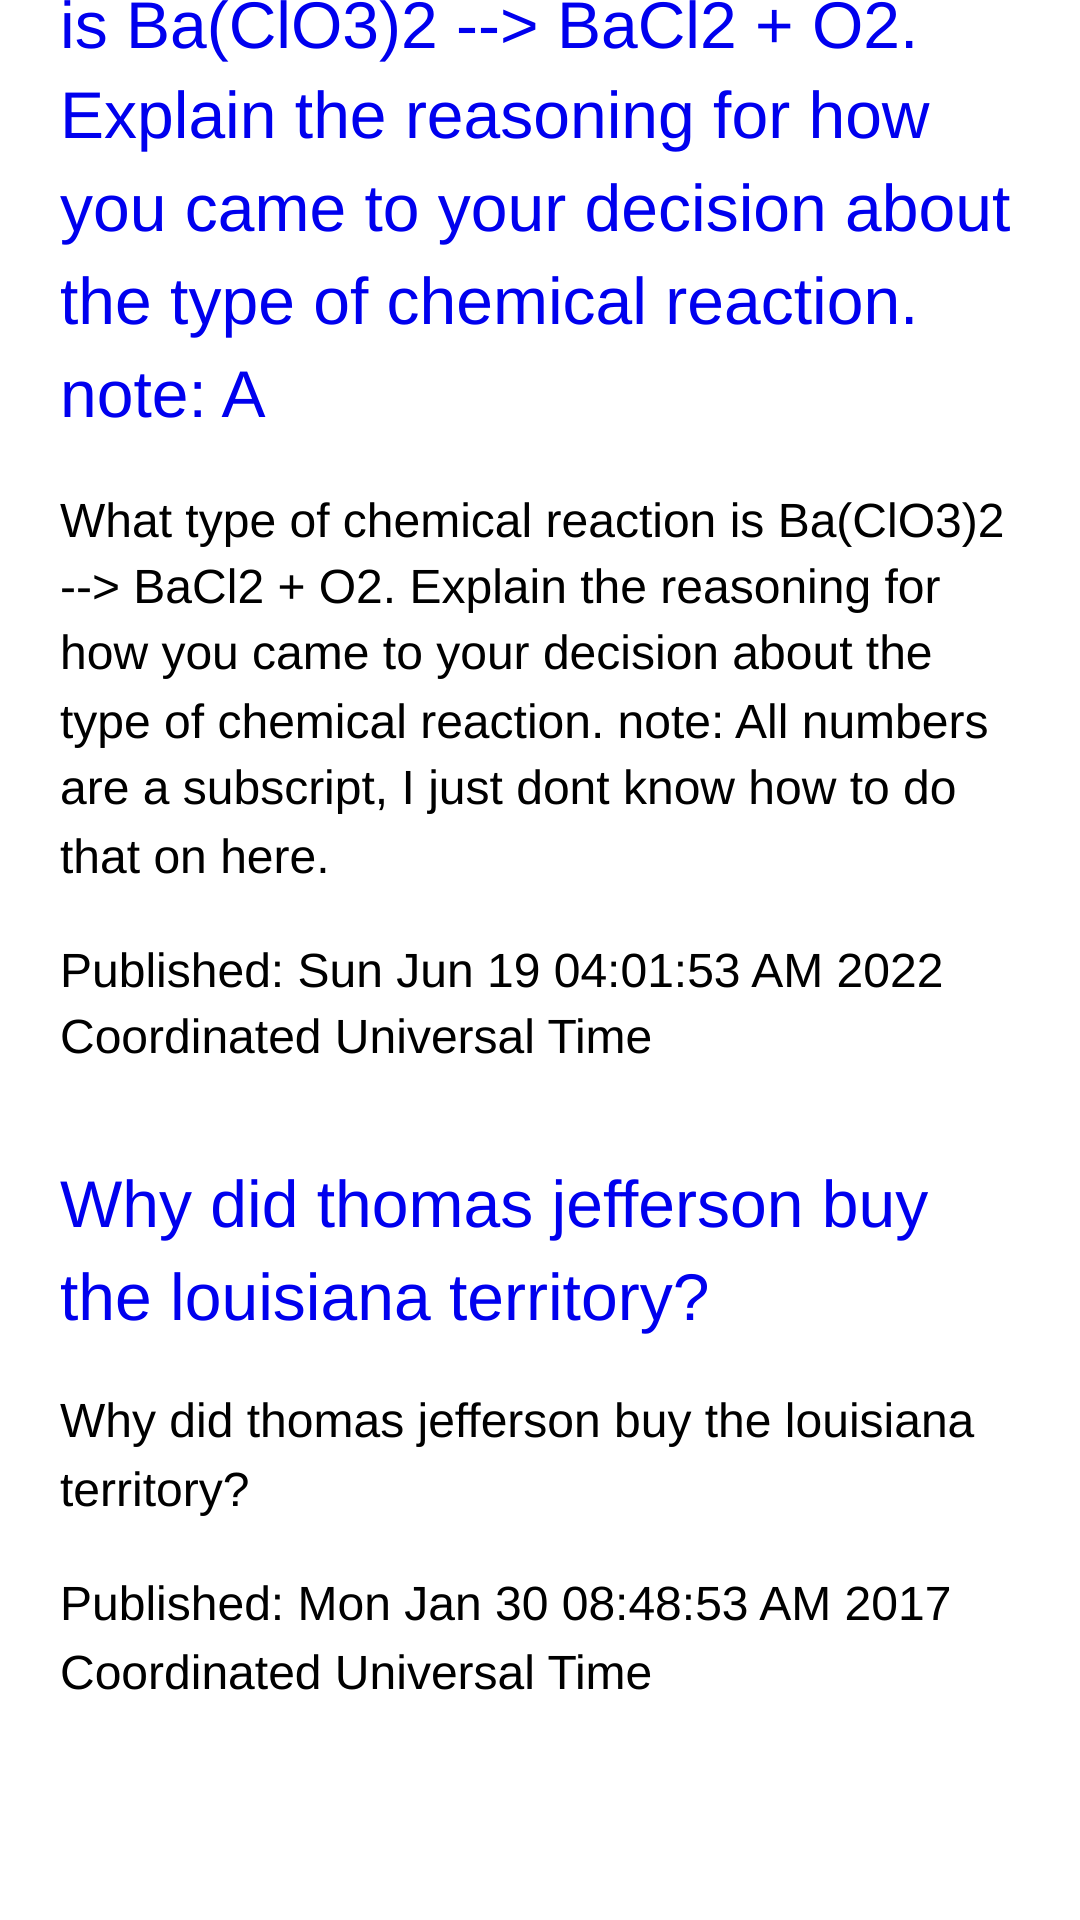 is Ba(ClO3)2 --> BaCl2 + O2.
Explain the reasoning for how
you came to your decision about
the type of chemical reaction.
note: A
What type of chemical reaction is Ba(ClO3)2
--> BaCl2 + O2. Explain the reasoning for
how you came to your decision about the
type of chemical reaction. note: All numbers
are a subscript, I just dont know how to do
that on here.
Published: Sun Jun 19 04:01:53 AM 2022
Coordinated Universal Time
Why did thomas jefferson buy
the louisiana territory?
Why did thomas jefferson buy the louisiana
territory?
Published: Mon Jan 30 08:48:53 AM 2017
Coordinated Universal Time